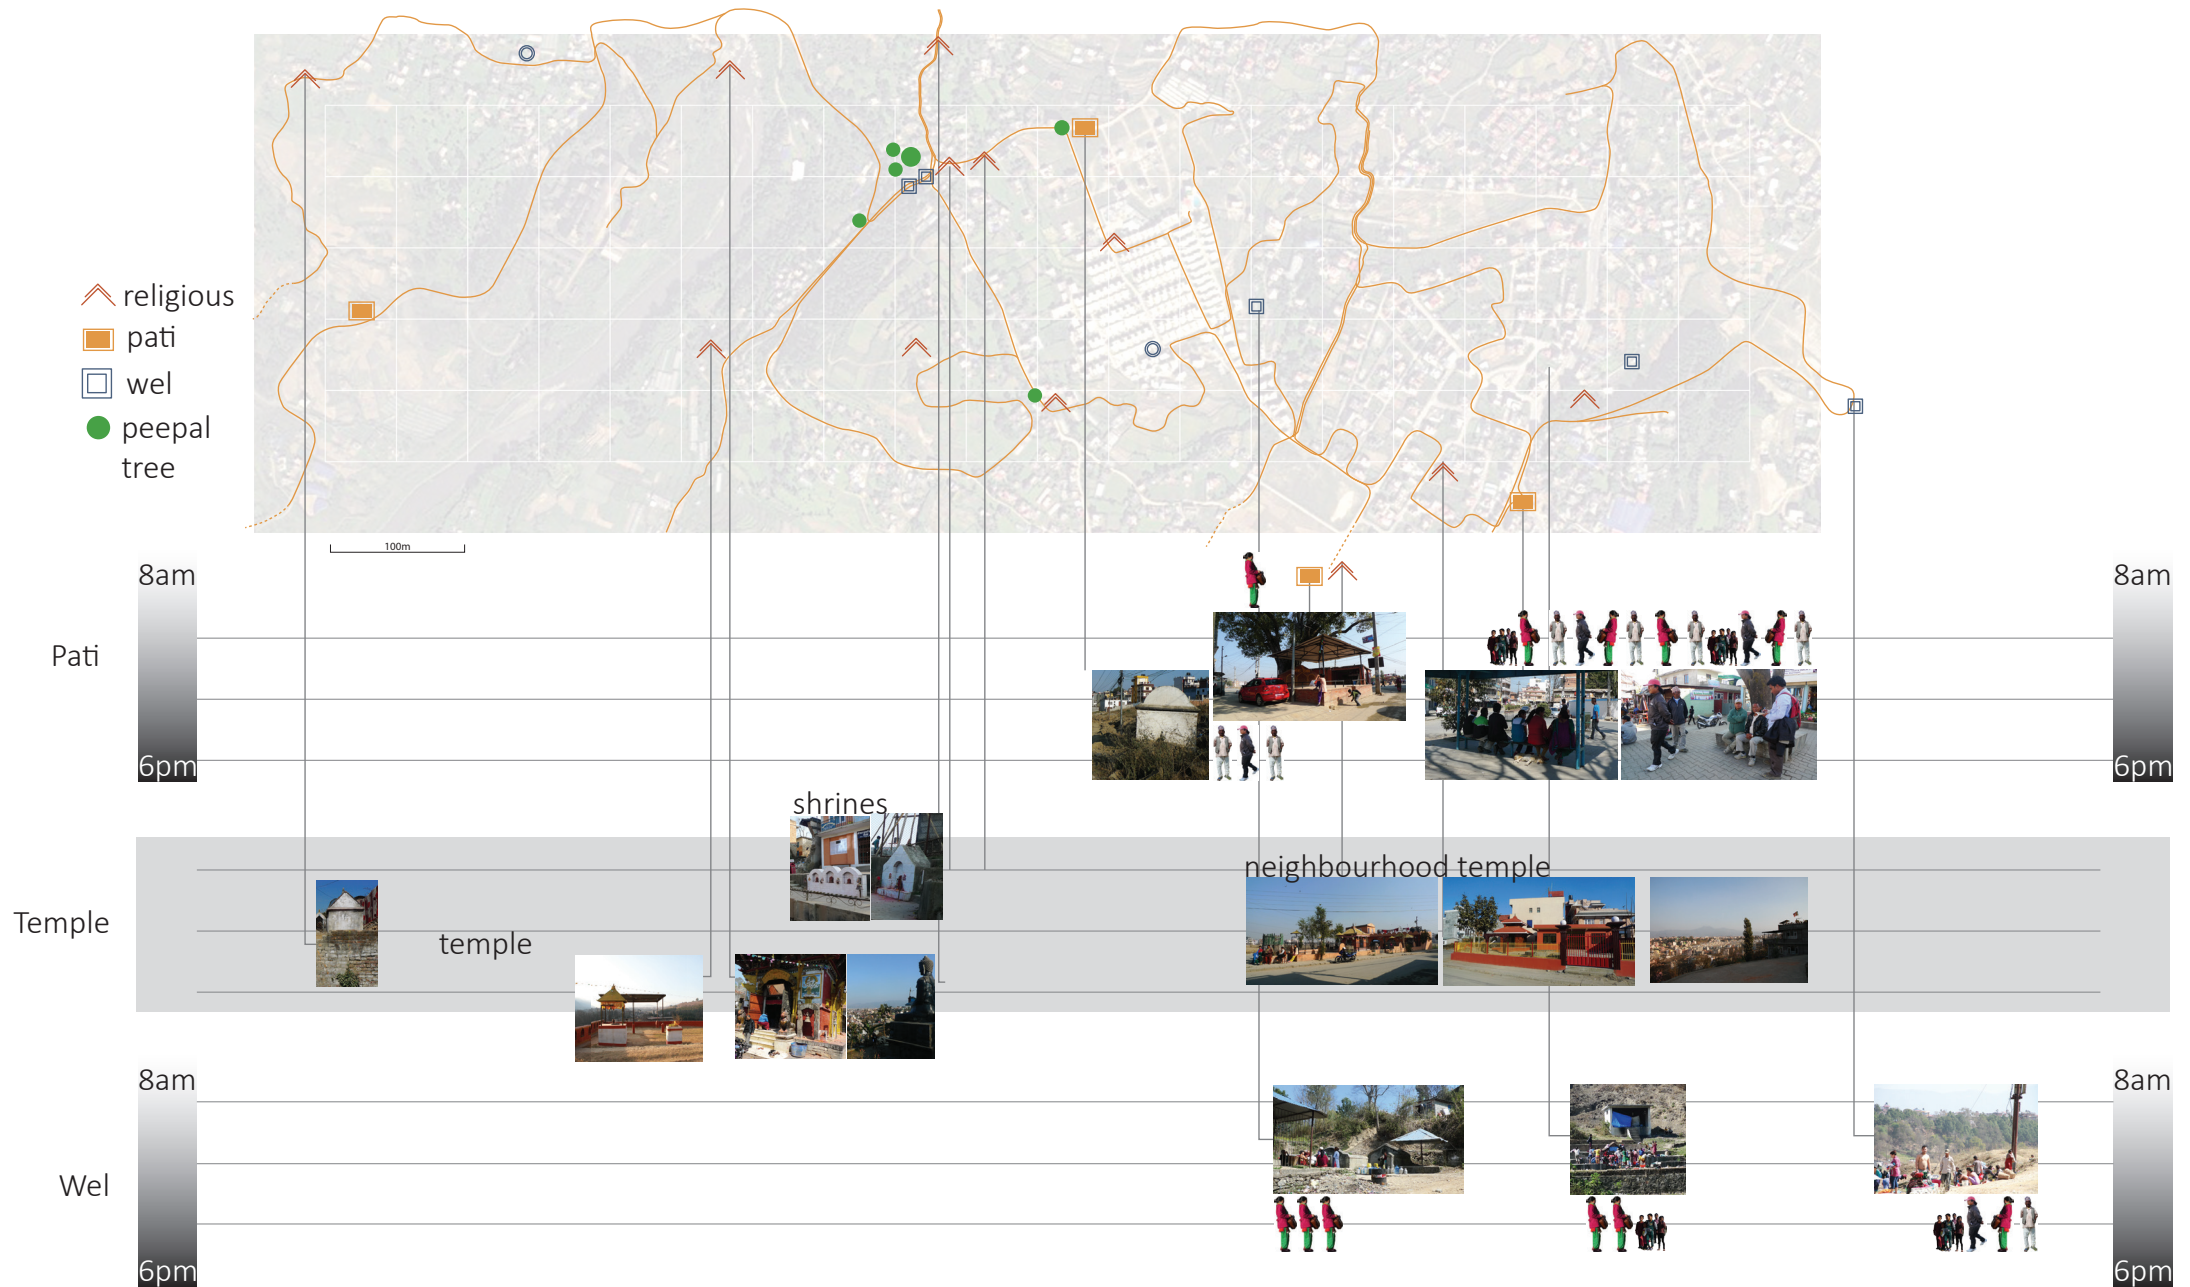 religious
pati
wel
peepal
tree
100m
8am
8am
Pati
6pm
6pm
shrines
neighbourhood temple
Temple
temple
8am
8am
Wel
6pm
6pm